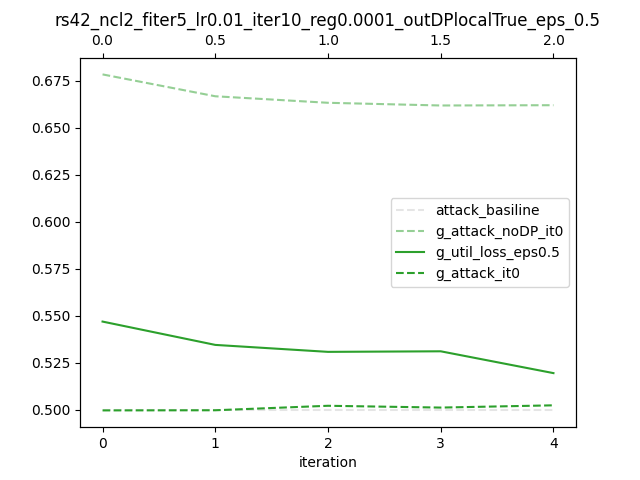 rs42_ncl2_fiter5_lr0.01_iter10_reg0.0001_outDPlocalTrue_eps_0.5
0.0 0.5 1.0 1.5 2.0
0.675
0.650
0.625
0.600
0.575
0.550
0.525
0.500
attack_basiline
g_attack_noDP_it0
g_util_loss_eps0.5
g_attack_it0
0 1 2 3 4
iteration